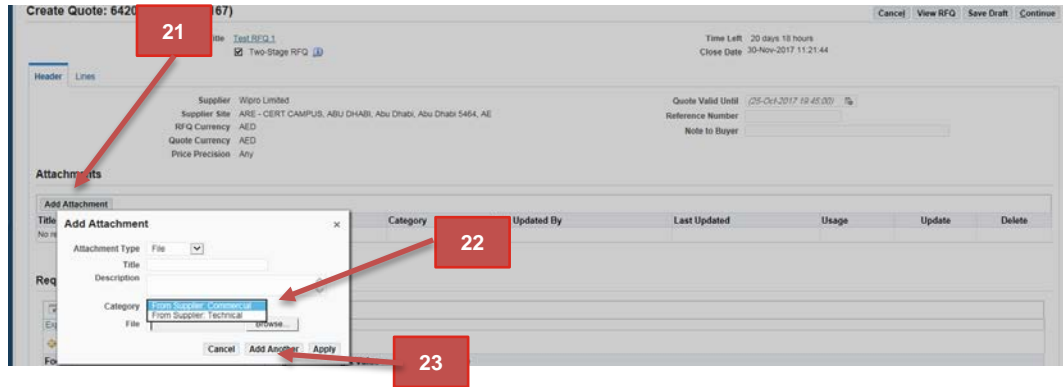 Create Quote: 6420 67)
Cancel View RFQ Save Draft Continue
21
Title Test RFQ 1
Time Left 20 days 18 hours
Two-Stage RFQ
Close Date 30-Nov-2017 11:21:44
Header Lines
Supplier Wipro Limited
Quote Valid Until (25-Oct-2017 19:45:00)
Supplier Site ARE - CERT CAMPUS, ABU DHABI, Abu Dhabi, Abu Dhabi 5464, AE
Reference Number
RFQ Currency AED
Note to Buyer
Quote Currency AED
Price Precision Any
Attachments
Add Attachment
Title Category Updated By Last Updated Usage Update Delete
Add Attachment
22
Attachment Type File
Title
Description
Category From Supplier: Commercial
From Supplier: Technical
File Browse...
Cancel Add Another Apply
23